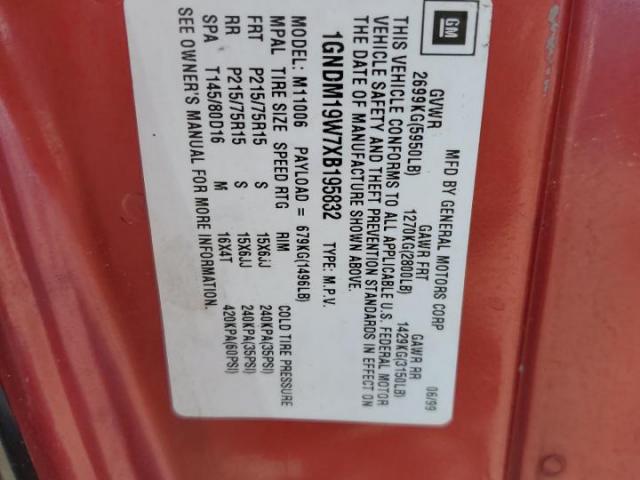 GM
MFD BY GENERAL MOTORS CORP 06/99
GVWR GAWR FRT GAWR RR
2699KG(5950LB) 1270KG(2800LB) 1429KG(3150LB)
THIS VEHICLE CONFORMS TO ALL APPLICABLE U.S. FEDERAL MOTOR
VEHICLE SAFETY AND THEFT PREVENTION STANDARDS IN EFFECT ON
THE DATE OF MANUFACTURE SHOWN ABOVE.
1GNDM19W7XB195832 TYPE: M.P.V.
MODEL: M11006 PAYLOAD = 679KG(1496LB)
MPAL TIRE SIZE SPEED RTG RIM COLD TIRE PRESSURE
FRT P215/75R15 S 15X6JJ 240KPA(35PSI)
RR P215/75R15 S 15X6JJ 240KPA(35PSI)
SPA T145/80D16 M 16X4T 420KPA(60PSI)
SEE OWNER'S MANUAL FOR MORE INFORMATION.